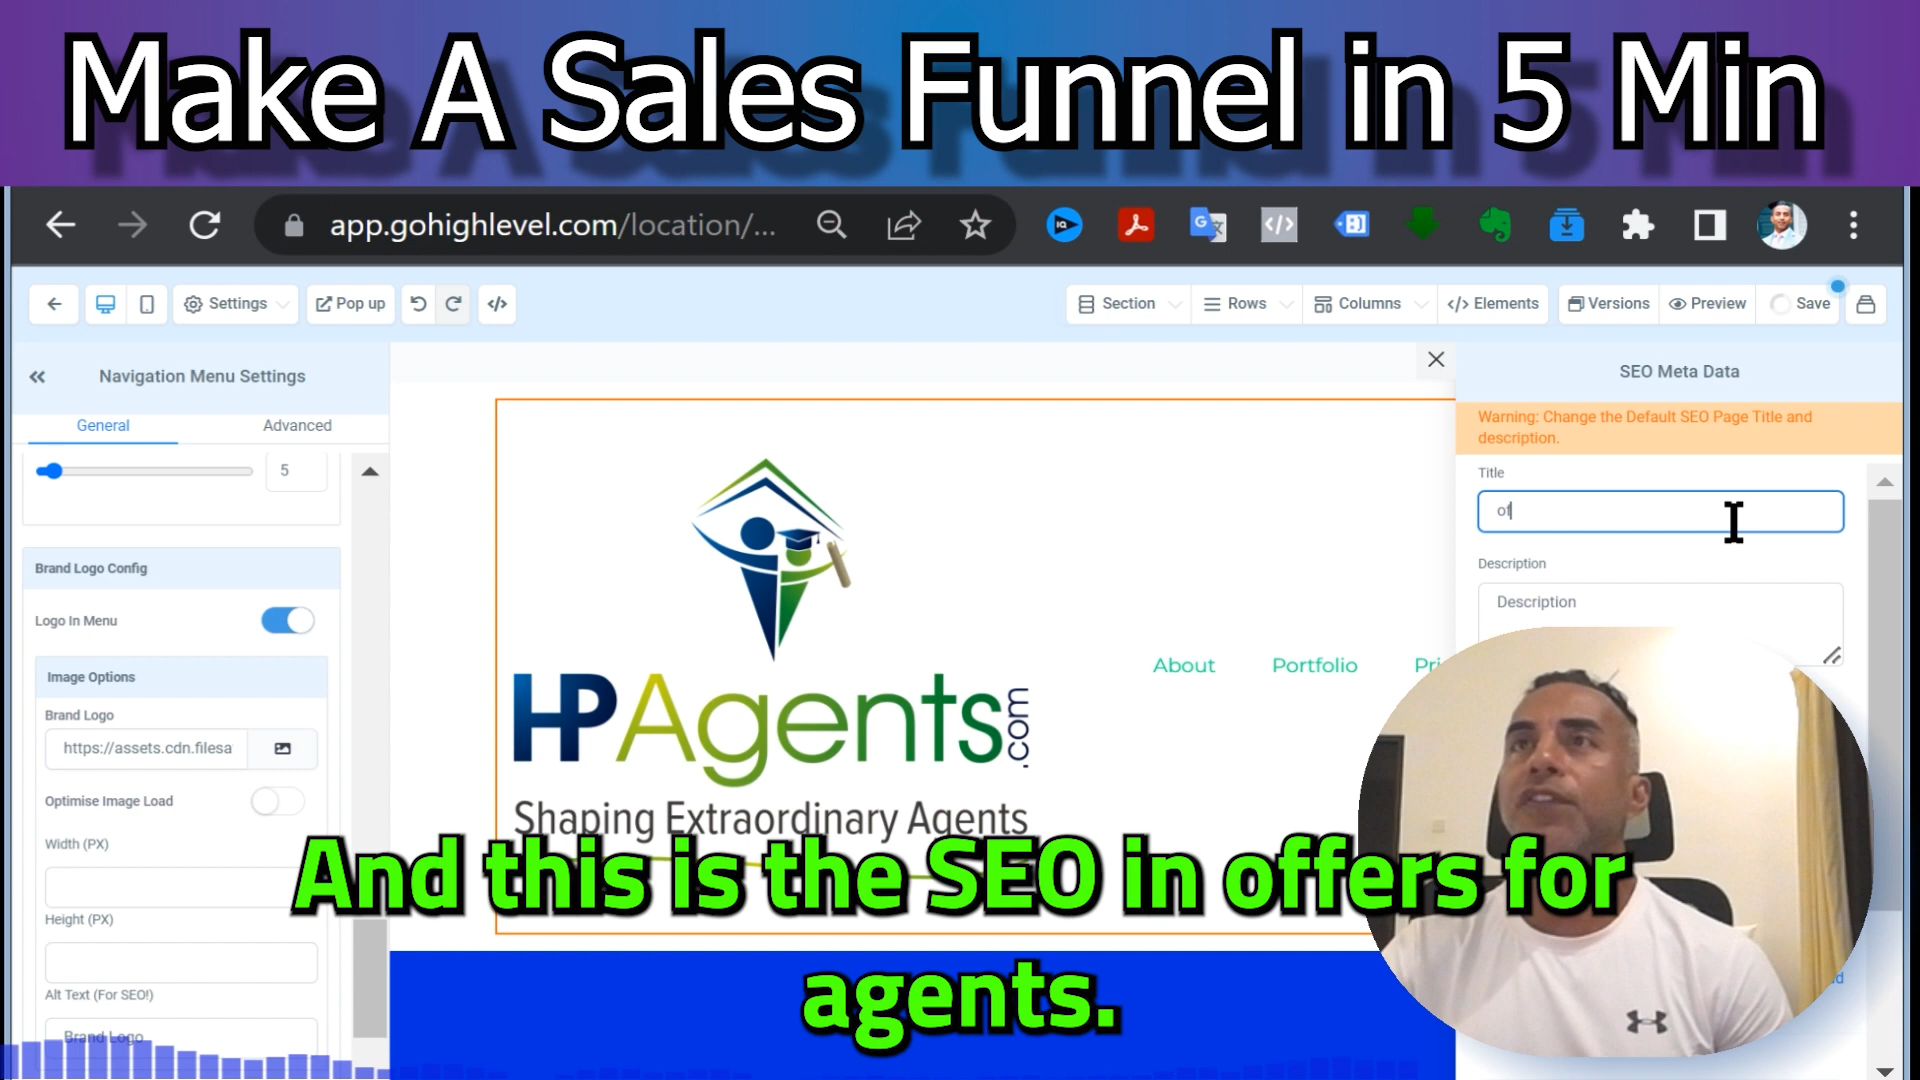 Make A Sales Funnel in 5 Min
app.gohighlevel.com/location/...
Settings
Pop up
Section
Rows
Columns
</> Elements
Versions
Preview
Save
Navigation Menu Settings
General
Advanced
5
Brand Logo Config
Logo In Menu
Image Options
Brand Logo
https://assets.cdn.filesa
Optimise Image Load
Width (PX)
Height (PX)
Alt Text (For SEO!)
Brand Logo
HPAgents.com
Shaping Extraordinary Agents
About
Portfolio
Pri
SEO Meta Data
Warning: Change the Default SEO Page Title and
description.
Title
of
Description
Description
And this is the SEO in offers for
agents.